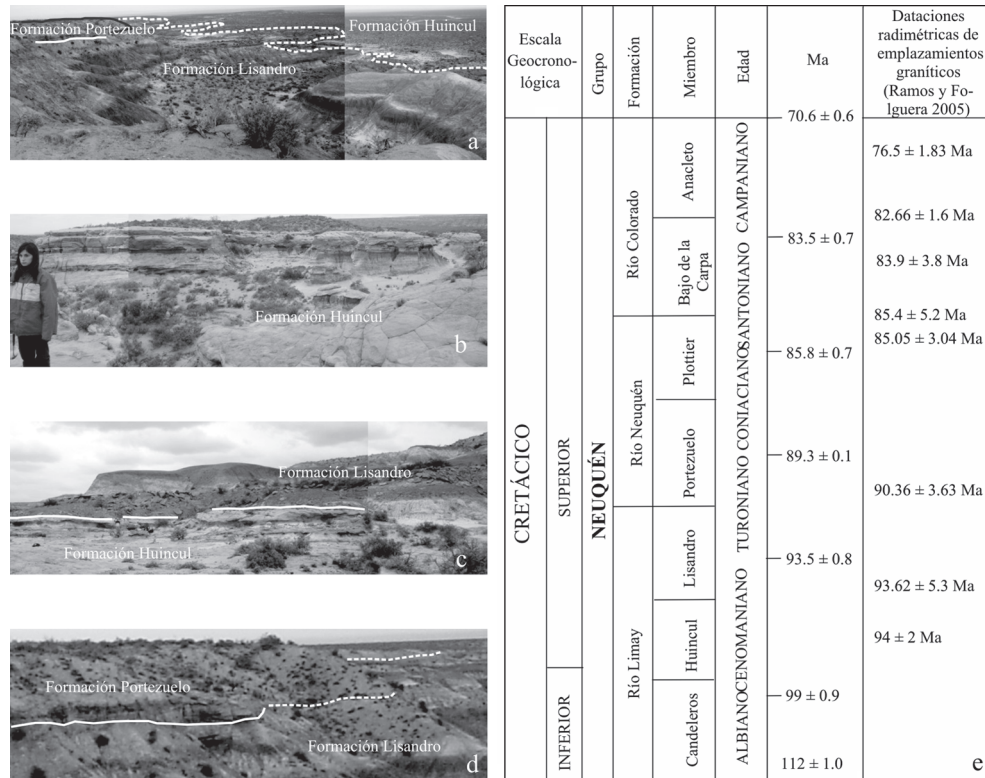 Formación Portezuelo
Formación Huincul
Formación Lisandro
a
Formación Huincul
b
Formación Lisandro
Formación Huincul
c
Formación Portezuelo
Formación Lisandro
d
Escala
Geocrono-
lógica
Grupo
Formación
Miembro
Edad
Ma
Dataciones
radimétricas de
emplazamientos
graníticos
(Ramos y Fo-
lguera 2005)
CRETÁCICO
SUPERIOR
INFERIOR
NEUQUÉN
Río Colorado
Río Neuquén
Río Limay
Anacleto
Bajo de la
Carpa
Plottier
Portezuelo
Lisandro
Huincul
Candeleros
CAMPANIANO
SANTONIANO
CONIACIANO
TURONIANO
CENOMANIANO
ALBIANO
70.6 ± 0.6
83.5 ± 0.7
85.8 ± 0.7
89.3 ± 0.1
93.5 ± 0.8
99 ± 0.9
112 ± 1.0
76.5 ± 1.83 Ma
82.66 ± 1.6 Ma
83.9 ± 3.8 Ma
85.4 ± 5.2 Ma
85.05 ± 3.04 Ma
90.36 ± 3.63 Ma
93.62 ± 5.3 Ma
94 ± 2 Ma
e